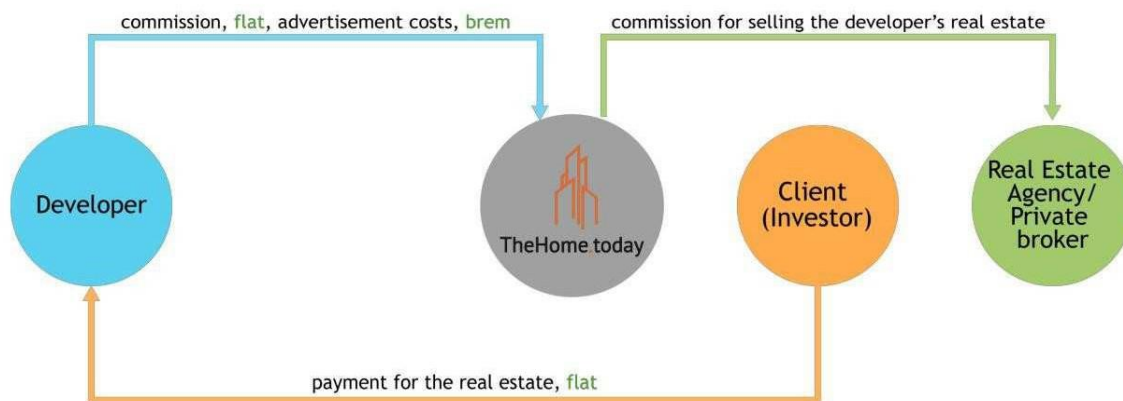 commission, flat, advertisement costs, brem
commission for selling the developer's real estate
Developer
TheHome.today
Client
(Investor)
Real Estate
Agency/
Private
broker
payment for the real estate, flat